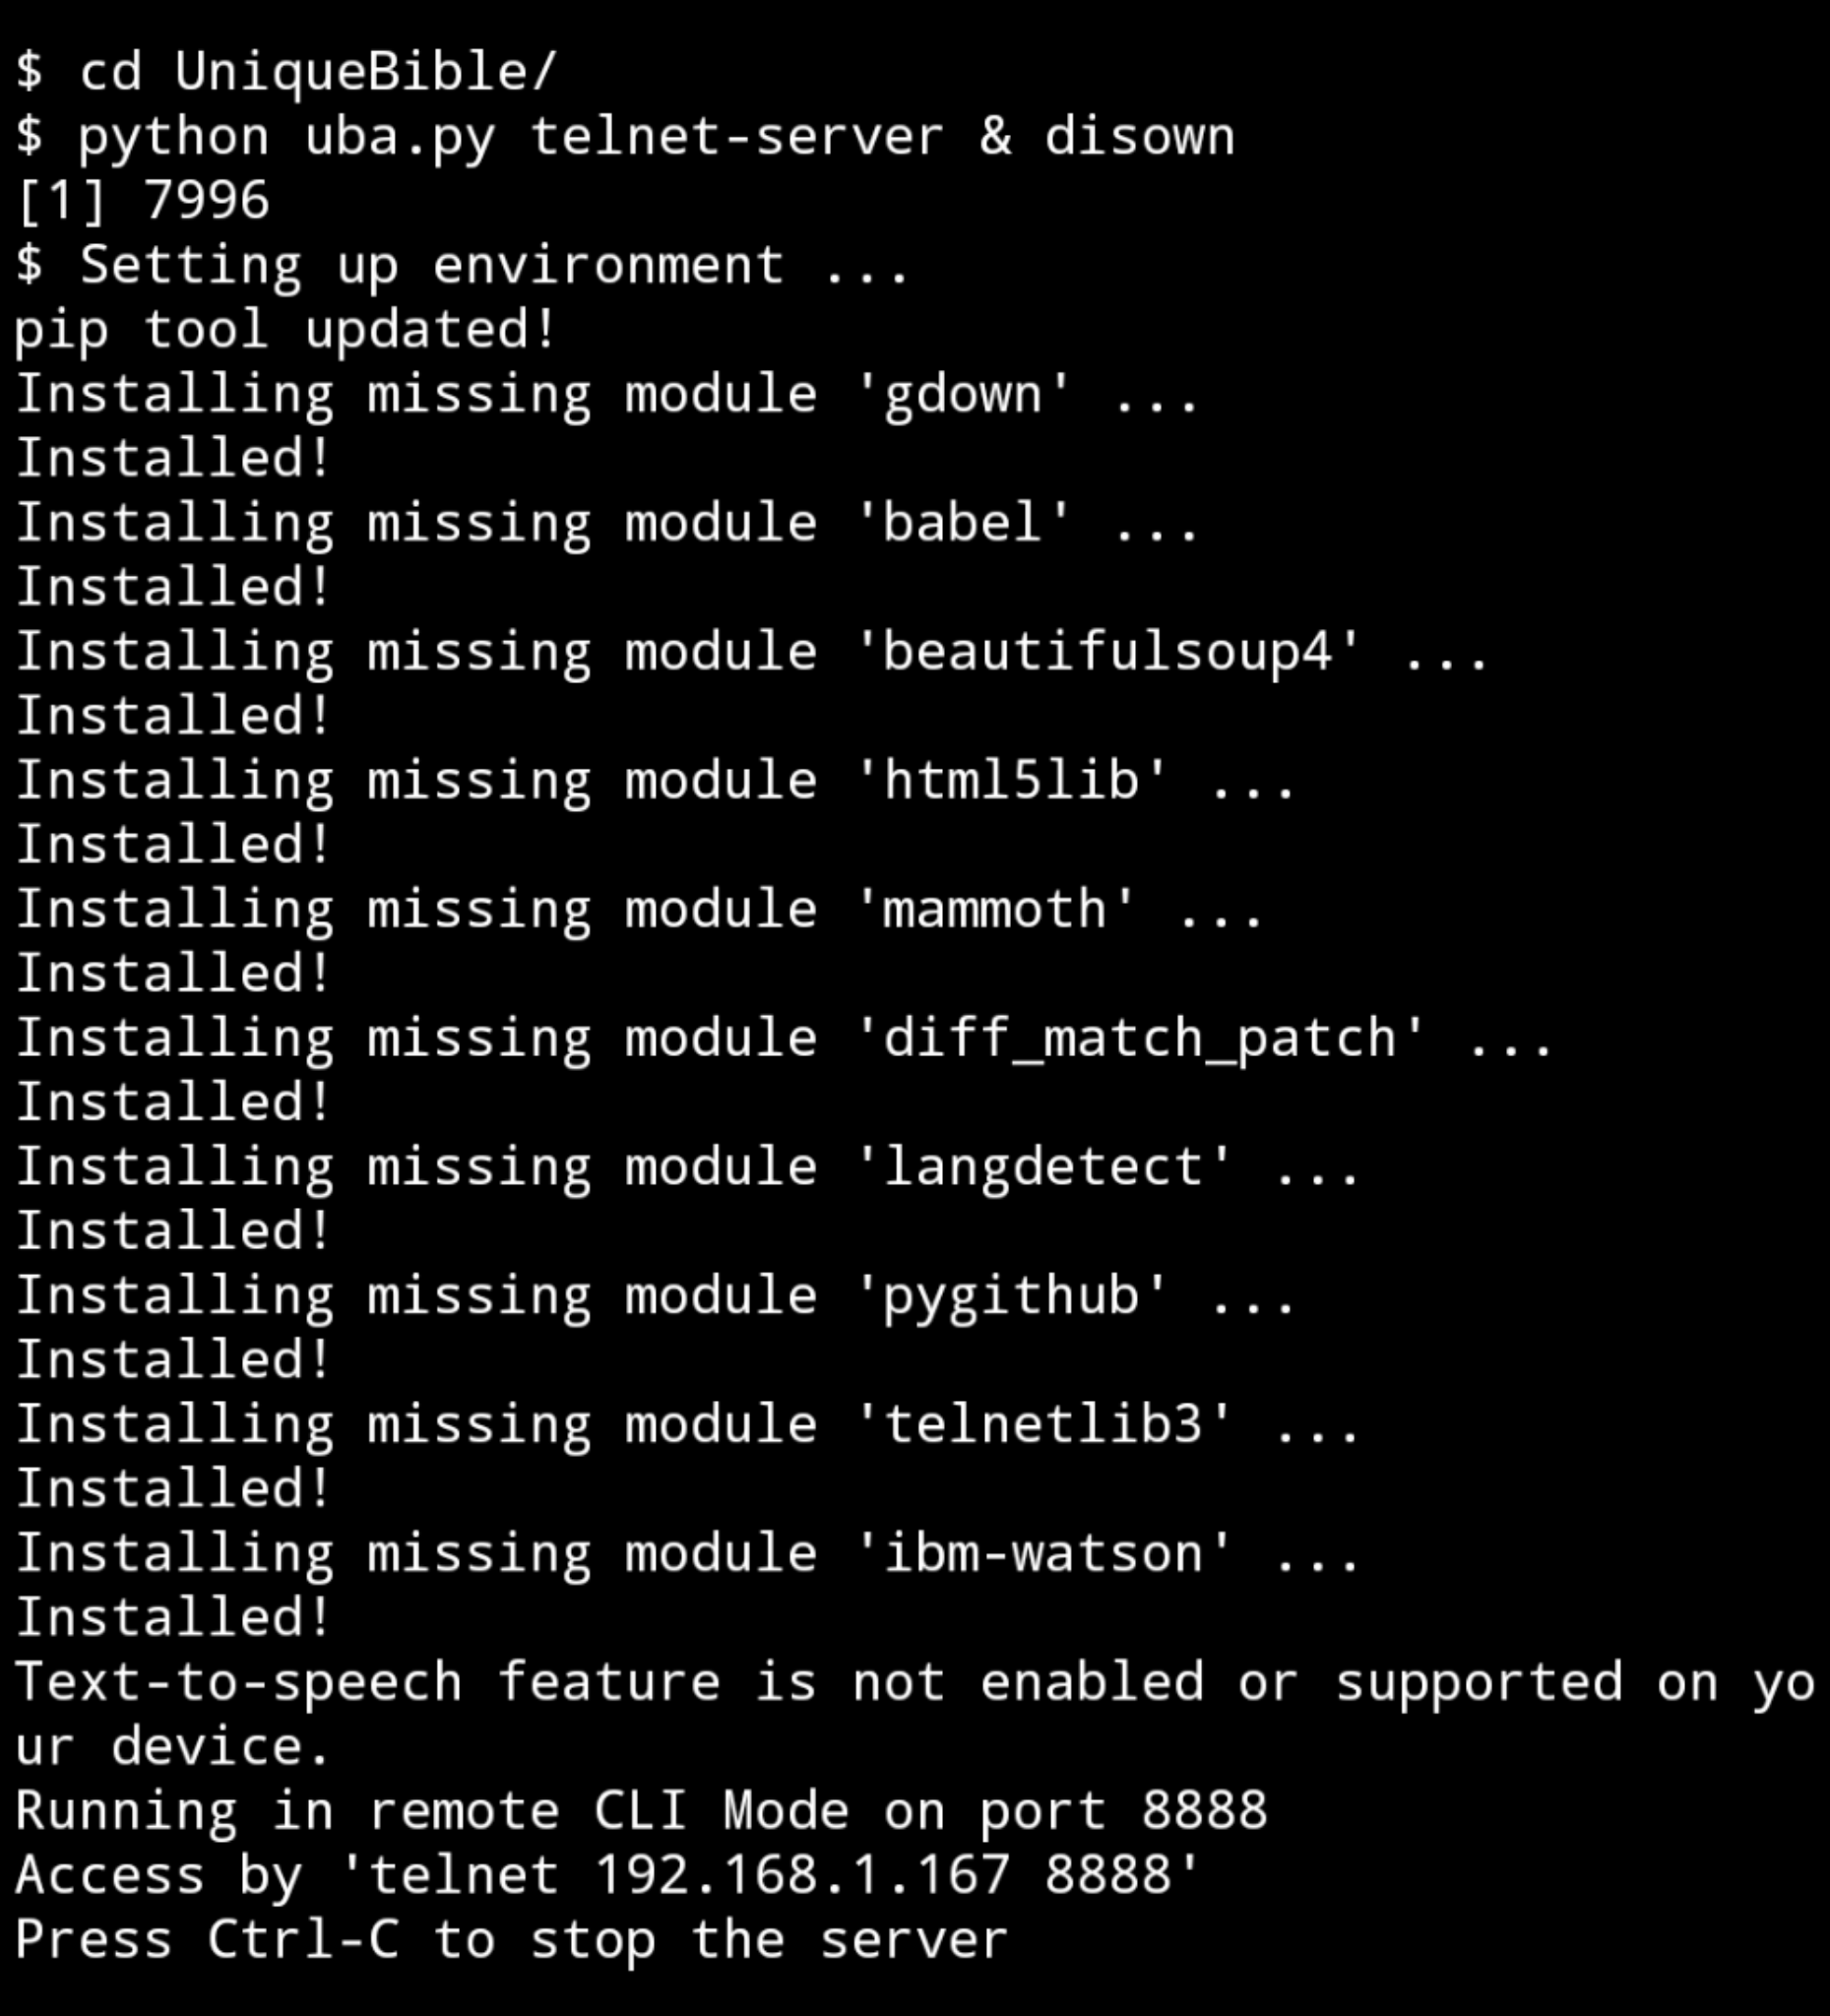 $ cd UniqueBible/
$ python uba.py telnet-server & disown
[1] 7996
$ Setting up environment ...
pip tool updated!
Installing missing module 'gdown' ...
Installed!
Installing missing module 'babel' ...
Installed!
Installing missing module 'beautifulsoup4' ...
Installed!
Installing missing module 'html5lib' ...
Installed!
Installing missing module 'mammoth' ...
Installed!
Installing missing module 'diff_match_patch' ...
Installed!
Installing missing module 'langdetect' ...
Installed!
Installing missing module 'pygithub' ...
Installed!
Installing missing module 'telnetlib3' ...
Installed!
Installing missing module 'ibm-watson' ...
Installed!
Text-to-speech feature is not enabled or supported on yo
ur device.
Running in remote CLI Mode on port 8888
Access by 'telnet 192.168.1.167 8888'
Press Ctrl-C to stop the server